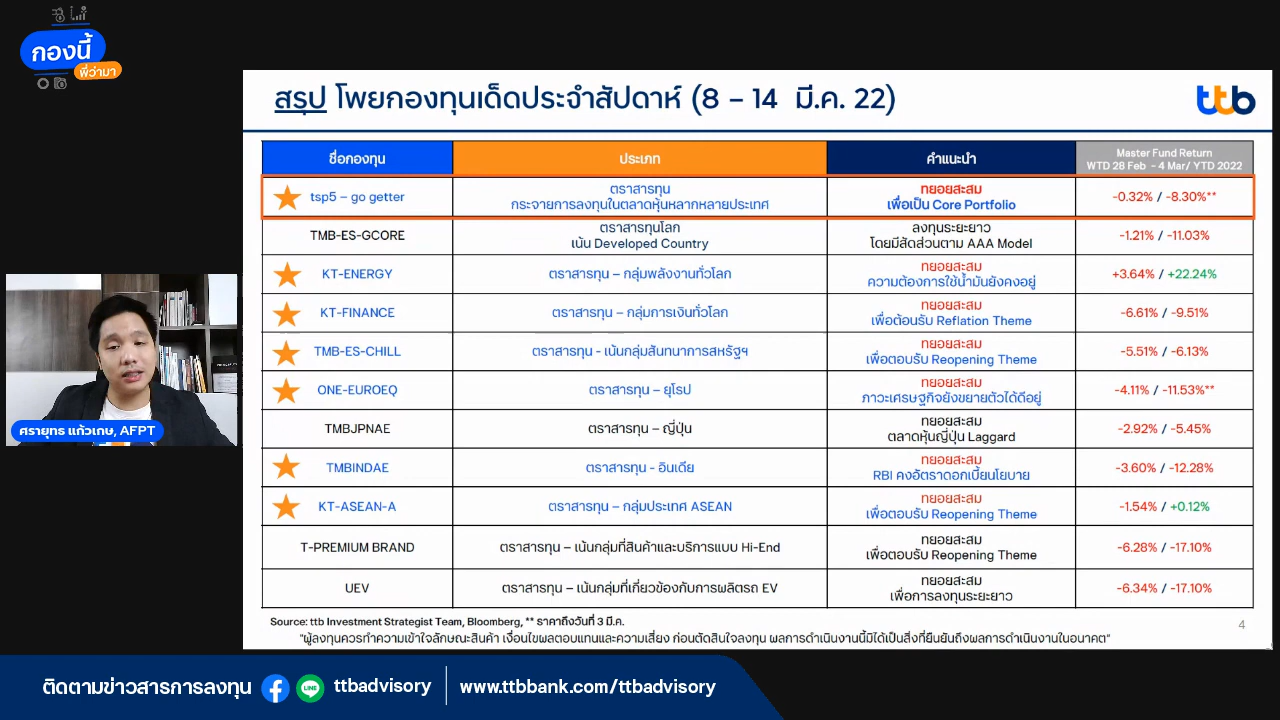 กองนี้
พี่ว่ามา
สรุป โพยกองทุนเด็ดประจำสัปดาห์ (8 – 14 มี.ค. 22)
ttb
ชื่อกองทุน
ประเภท
คำแนะนำ
Master Fund Return
WTD 28 Feb - 4 Mar/ YTD 2022
tsp5 – go getter
ตราสารทุน
กระจายการลงทุนในตลาดหุ้นหลากหลายประเทศ
ทยอยสะสม
เพื่อเป็น Core Portfolio
-0.32% / -8.30%**
TMB-ES-GCORE
ตราสารทุนโลก
เน้น Developed Country
ลงทุนระยะยาว
โดยมีสัดส่วนตาม AAA Model
-1.21% / -11.03%
KT-ENERGY
ตราสารทุน – กลุ่มพลังงานทั่วโลก
ทยอยสะสม
ความต้องการใช้น้ำมันยังคงอยู่
+3.64% / +22.24%
KT-FINANCE
ตราสารทุน – กลุ่มการเงินทั่วโลก
ทยอยสะสม
เพื่อต้อนรับ Reflation Theme
-6.61% / -9.51%
TMB-ES-CHILL
ตราสารทุน - เน้นกลุ่มสันทนาการสหรัฐฯ
ทยอยสะสม
เพื่อตอบรับ Reopening Theme
-5.51% / -6.13%
ONE-EUROEQ
ตราสารทุน – ยุโรป
ทยอยสะสม
ภาวะเศรษฐกิจยังขยายตัวได้ดีอยู่
-4.11% / -11.53%**
TMBJPNAE
ตราสารทุน – ญี่ปุ่น
ทยอยสะสม
ตลาดหุ้นญี่ปุ่น Laggard
-2.92% / -5.45%
TMBINDAE
ตราสารทุน - อินเดีย
ทยอยสะสม
RBI คงอัตราดอกเบี้ยนโยบาย
-3.60% / -12.28%
KT-ASEAN-A
ตราสารทุน – กลุ่มประเทศ ASEAN
ทยอยสะสม
เพื่อตอบรับ Reopening Theme
-1.54% / +0.12%
T-PREMIUM BRAND
ตราสารทุน – เน้นกลุ่มที่สินค้าและบริการแบบ Hi-End
ทยอยสะสม
เพื่อตอบรับ Reopening Theme
-6.28% / -17.10%
UEV
ตราสารทุน – เน้นกลุ่มที่เกี่ยวข้องกับการผลิตรถ EV
ทยอยสะสม
เพื่อการลงทุนระยะยาว
-6.34% / -17.10%
Source: ttb Investment Strategist Team, Bloomberg, ** ราคาถึงวันที่ 3 มี.ค.
"ผู้ลงทุนควรทำความเข้าใจลักษณะสินค้า เงื่อนไขผลตอบแทนและความเสี่ยง ก่อนตัดสินใจลงทุน ผลการดำเนินงานนี้มิได้เป็นสิ่งที่ยืนยันถึงผลการดำเนินงานในอนาคต"
4
ศรายุทธ แก้วเกษ, AFPT
ติดตามข่าวสารการลงทุน
LINE
ttbadvisory
www.ttbbank.com/ttbadvisory